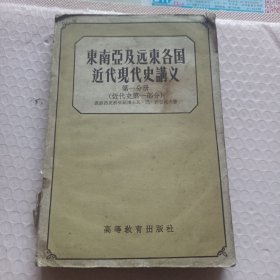 東南亞及远東各国
近代現代史講义
第一分册
(近代史第一部分)
高等教育出版社